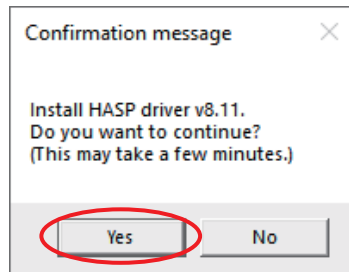 Confirmation message
Install HASP driver v8.11.
Do you want to continue?
(This may take a few minutes.)
Yes
No